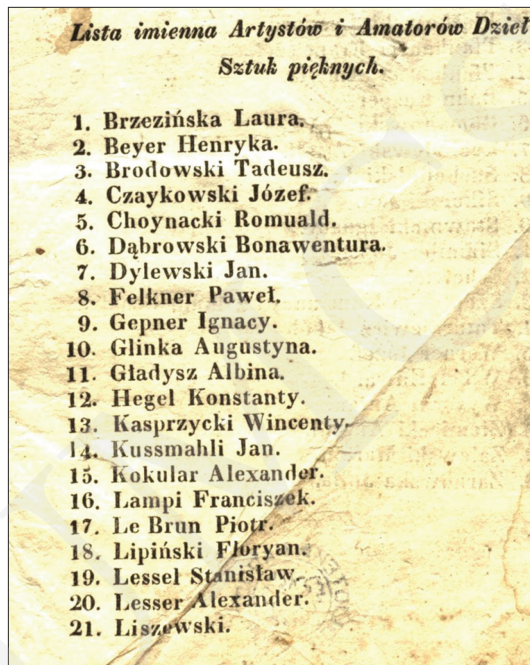 Lista imienna Artystów i Amatorów Dzieł
Sztuk pięknych.
1. Brzezińska Laura.
2. Beyer Henryka.
3. Brodowski Tadeusz.
4. Czaykowski Józef.
5. Choynacki Romuald.
6. Dąbrowski Bonawentura.
7. Dylewski Jan.
8. Felkner Paweł.
9. Gepner Ignacy.
10. Glinka Augustyna.
11. Gładysz Albina.
12. Hegel Konstanty.
13. Kasprzycki Wincenty.
14. Kussmahli Jan.
15. Kokular Alexander.
16. Lampi Franciszek.
17. Le Brun Piotr.
18. Lipiński Floryan.
19. Lessel Stanisław.
20. Lesser Alexander.
21. Liszewski.